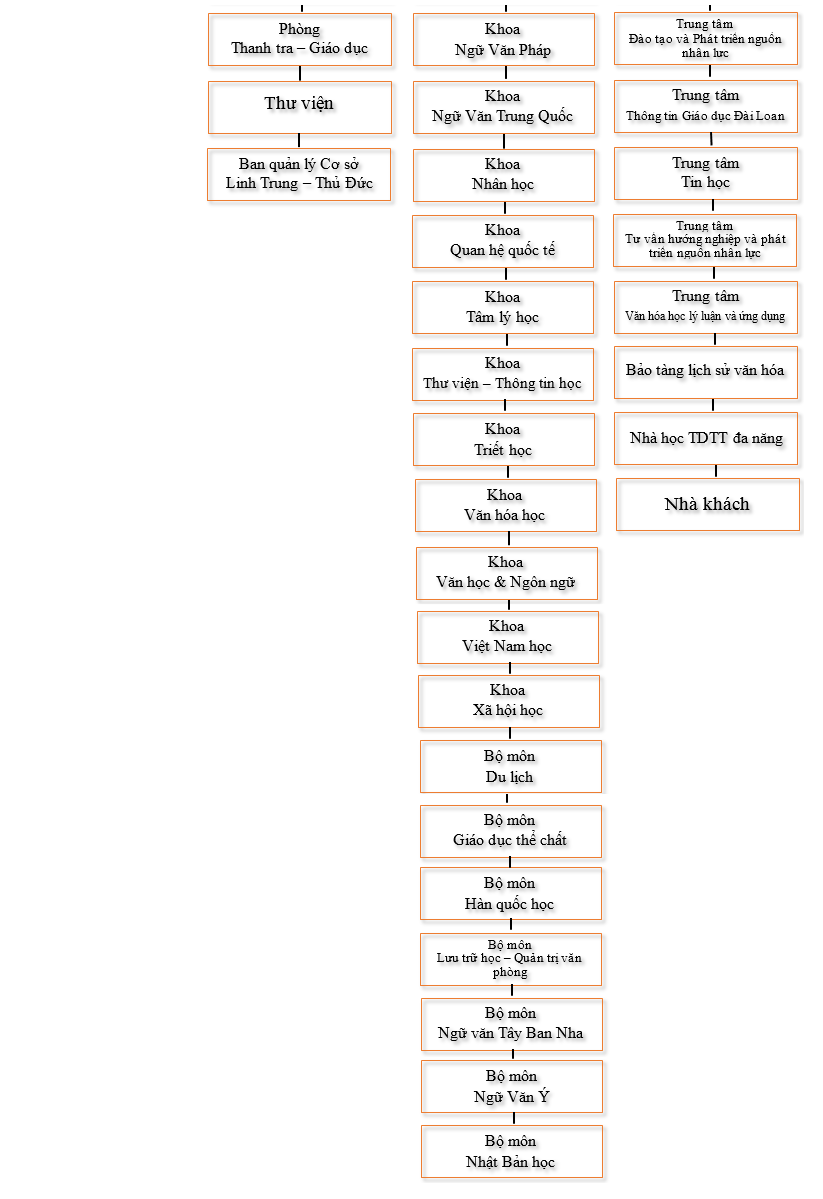 Phòng
Thanh tra – Giáo dục
Thư viện
Ban quản lý Cơ sở
Linh Trung – Thủ Đức
Khoa
Ngữ Văn Pháp
Khoa
Ngữ Văn Trung Quốc
Khoa
Nhân học
Khoa
Quan hệ quốc tế
Khoa
Tâm lý học
Khoa
Thư viện – Thông tin học
Khoa
Triết học
Khoa
Văn hóa học
Khoa
Văn học & Ngôn ngữ
Khoa
Việt Nam học
Khoa
Xã hội học
Bộ môn
Du lịch
Bộ môn
Giáo dục thể chất
Bộ môn
Hàn quốc học
Bộ môn
Lưu trữ học – Quản trị văn
phòng
Bộ môn
Ngữ văn Tây Ban Nha
Bộ môn
Ngữ Văn Ý
Bộ môn
Nhật Bản học
Trung tâm
Đào tạo và Phát triển nguồn
nhân lực
Trung tâm
Thông tin Giáo dục Đài Loan
Trung tâm
Tin học
Trung tâm
Tư vấn hướng nghiệp và phát
triển nguồn nhân lực
Trung tâm
Văn hóa học lý luận và ứng dụng
Bảo tàng lịch sử văn hóa
Nhà học TDTT đa năng
Nhà khách